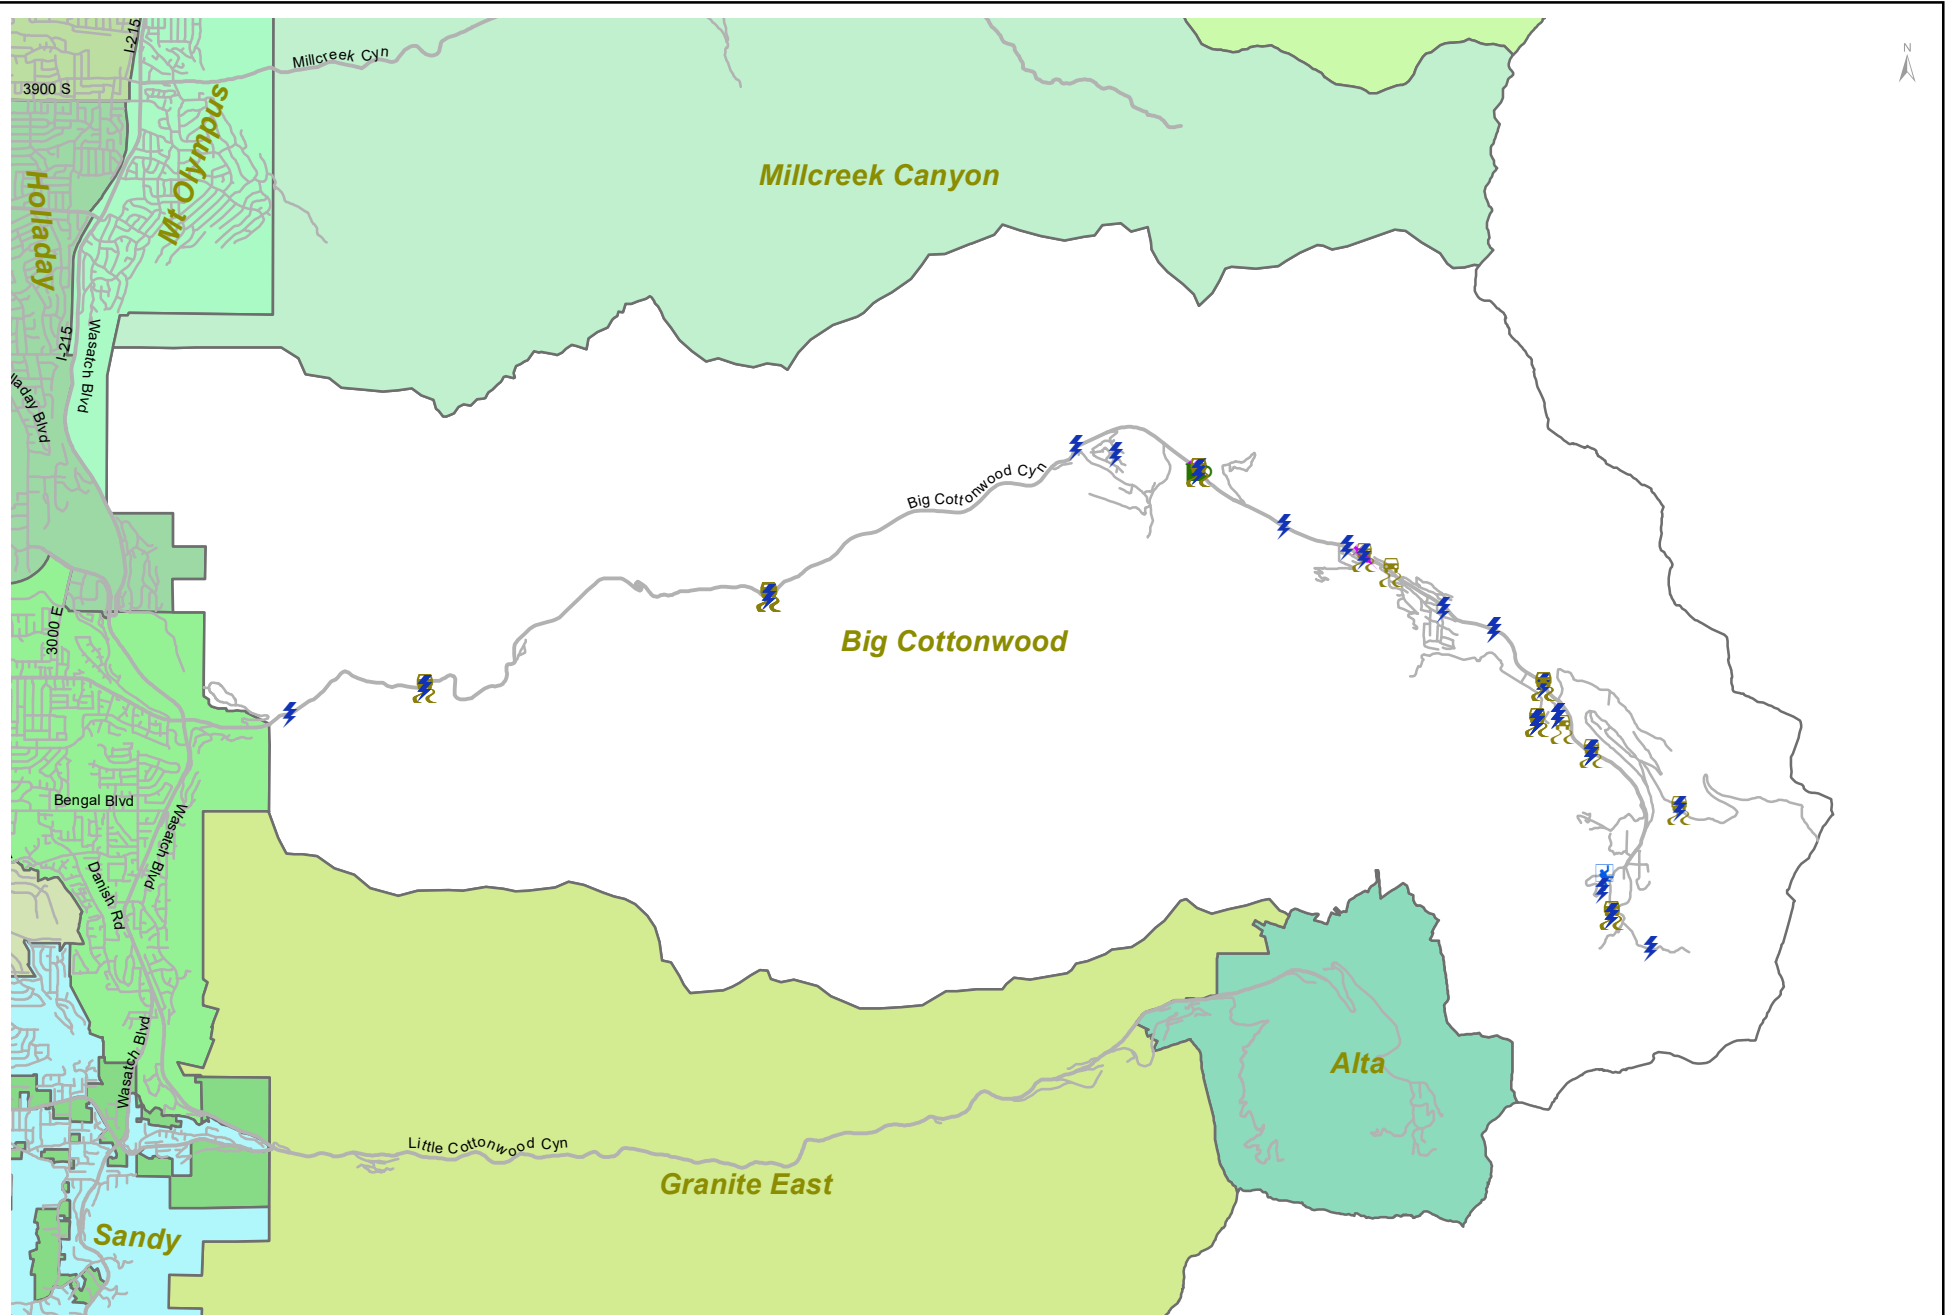 I-215
Millcreek Cyn
N
3900 S
Mt Olympus
Millcreek Canyon
Holladay
I-215
Wasatch Blvd
lladay Blvd
Big Cottonwood Cyn
3000 E
Big Cottonwood
Bengal Blvd
Wasatch Blvd
Danish Rd
Wasatch Blvd
Alta
Little Cottonwood Cyn
Granite East
Sandy